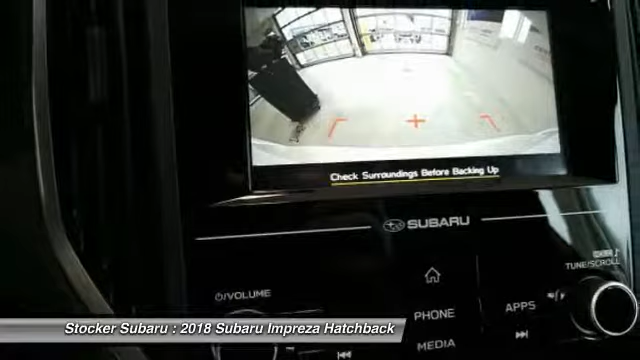 Check Surroundings Before Backing Up
SUBARU
TUNE/SCROLL
VOLUME
PHONE
APPS
MEDIA
Stocker Subaru : 2018 Subaru Impreza Hatchback